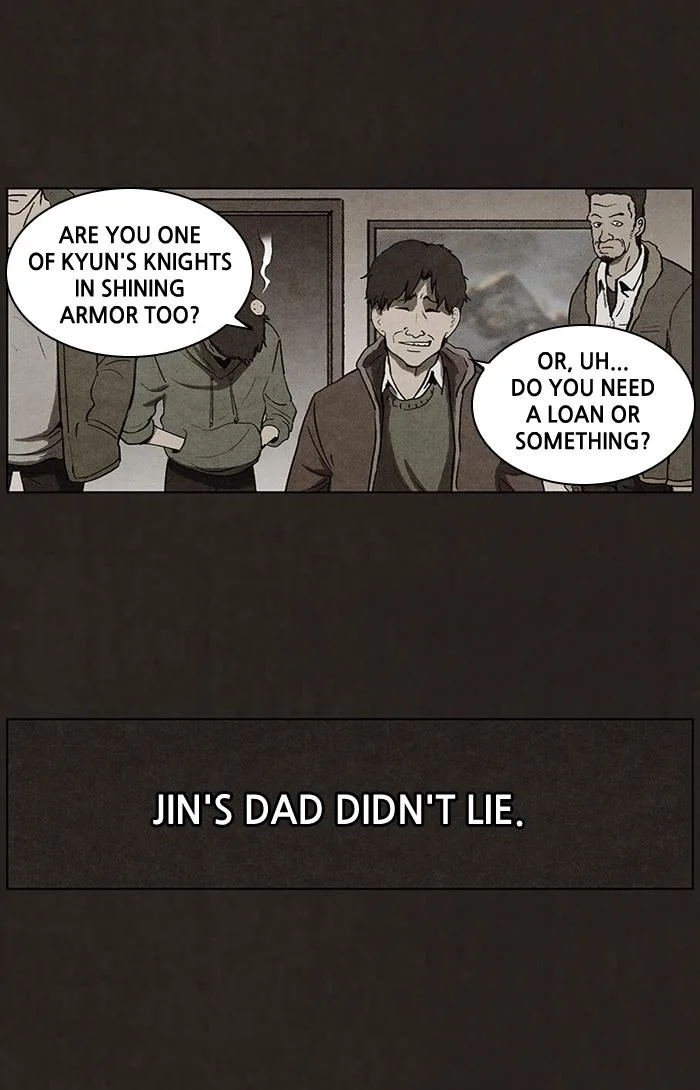 ARE YOU ONE
OF KYUN'S KNIGHTS
IN SHINING
ARMOR TOO?
OR, UH...
DO YOU NEED
A LOAN OR
SOMETHING?
JIN'S DAD DIDN'T LIE.